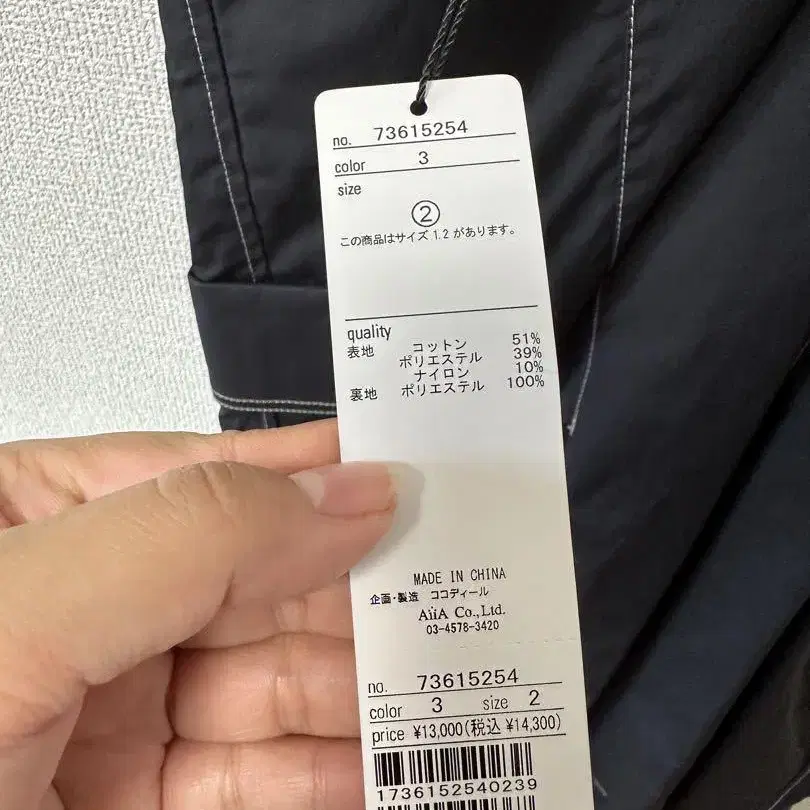 no. 73615254
color 3
size
②
この商品はサイズ 1.2 があります。
quality
表地 コットン 51%
ポリエステル 39%
ナイロン 10%
裏地 ポリエステル 100%
MADE IN CHINA
企画・製造 ココディール
AiiA Co.,Ltd.
03-4578-3420
no. 73615254
color 3 size 2
price ¥13,000(税込 ¥14,300)
1736152540239